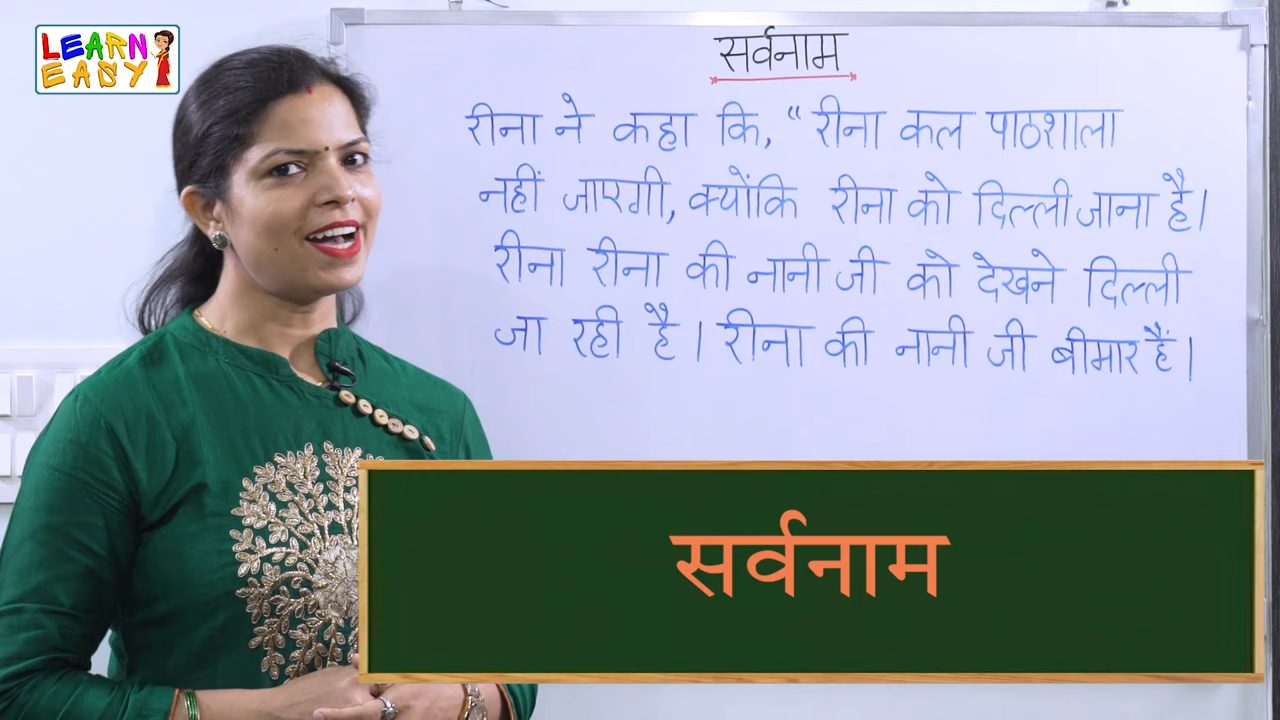 LEARN
EASY
सर्वनाम
रीना ने कहा कि, “रीना कल पाठशाला
नहीं जाएगी, क्योंकि रीना को दिल्ली जाना है।
रीना रीना की नानी जी को देखने दिल्ली
जा रही है। रीना की नानी जी बीमार हैं।
सर्वनाम